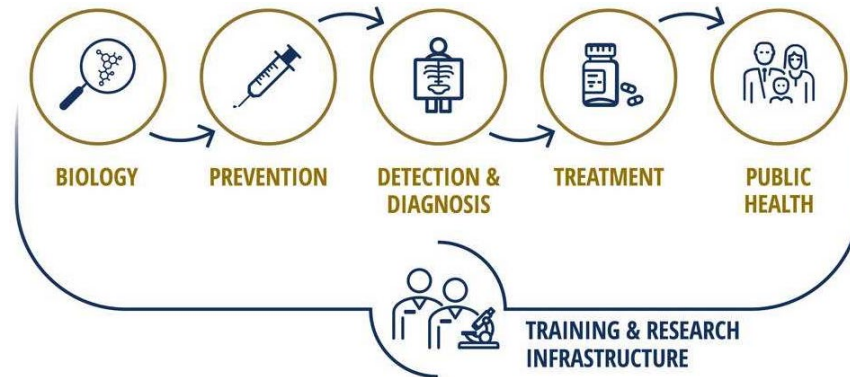 BIOLOGY
PREVENTION
DETECTION &
DIAGNOSIS
TREATMENT
PUBLIC
HEALTH
TRAINING & RESEARCH
INFRASTRUCTURE